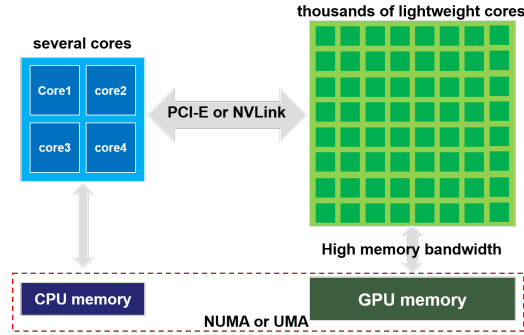 thousands of lightweight cores
several cores
Core1
core2
core3
core4
PCI-E or NVLink
High memory bandwidth
CPU memory
GPU memory
NUMA or UMA